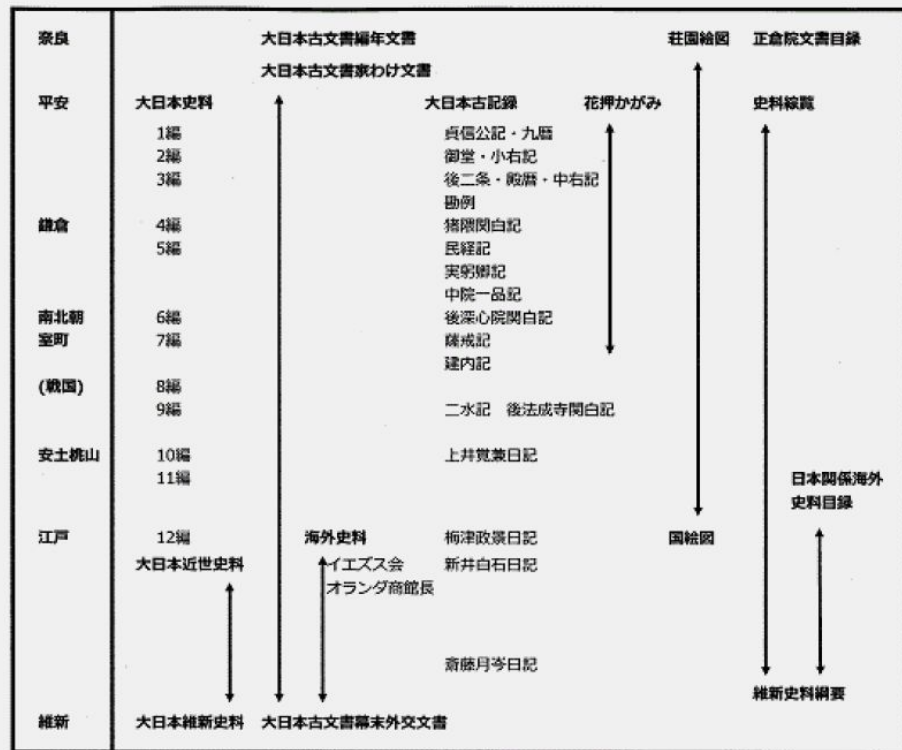 奈良 大日本古文書編年文書 荘園絵図 正倉院文書目録
大日本古文書家わけ文書
平安 大日本史料 大日本古記録 花押かがみ 史料綜覧
1編 貞信公記・九暦
2編 御堂・小右記
3編 後二条・殿暦・中右記
勘例
鎌倉 4編 猪隈関白記
5編 民経記
実躬卿記
中院一品記
南北朝 6編 後深心院関白記
室町 7編 薩戒記
建内記
(戦国) 8編
9編 二水記 後法成寺関白記
安土桃山 10編 上井覚兼日記
11編 日本関係海外
史料目録
江戸 12編 海外史料 梅津政景日記 国絵図
大日本近世史料 イエズス会 新井白石日記
オランダ商館長
斎藤月岑日記
維新史料綱要
維新 大日本維新史料 大日本古文書幕末外交文書